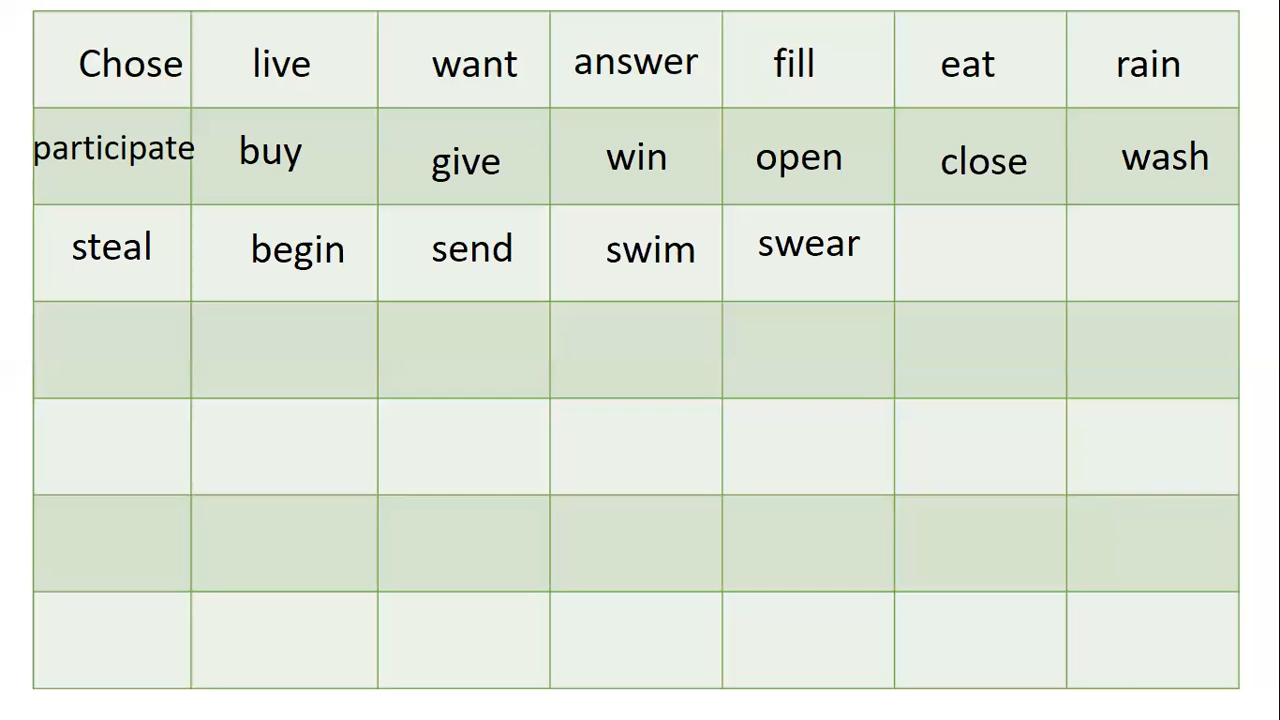 Chose live want answer fill eat rain
participate buy give win open close wash
steal begin send swim swear